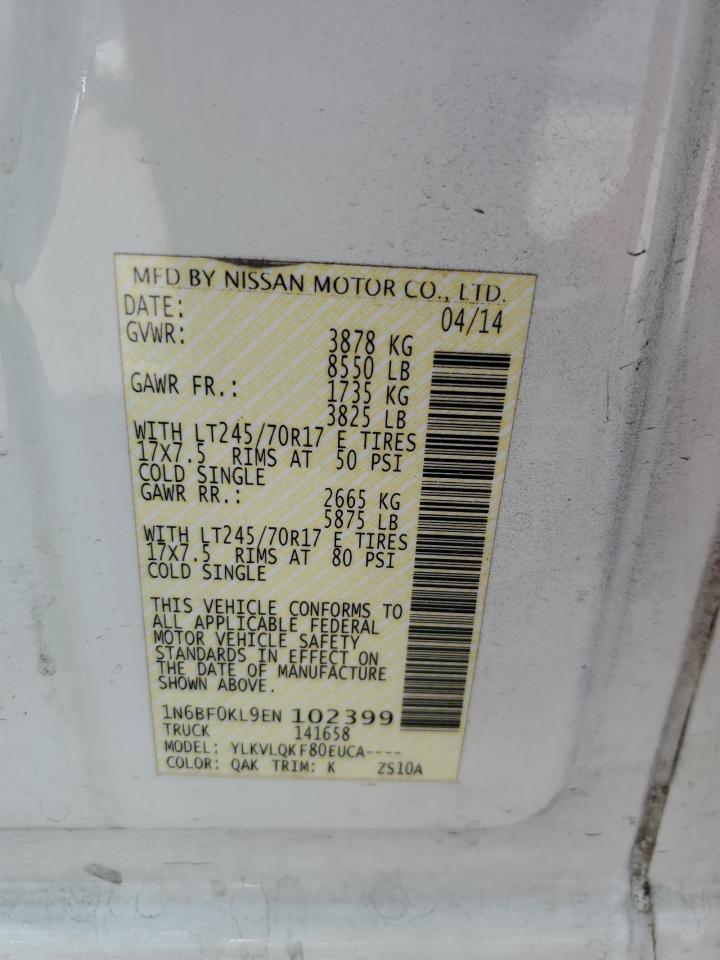 MFD BY NISSAN MOTOR CO., LTD.
DATE: 04/14
GVWR: 3878 KG
8550 LB
GAWR FR.: 1735 KG
3825 LB
WITH LT245/70R17 E TIRES
17X7.5 RIMS AT 50 PSI
COLD SINGLE
GAWR RR.: 2665 KG
5875 LB
WITH LT245/70R17 E TIRES
17X7.5 RIMS AT 80 PSI
COLD SINGLE
THIS VEHICLE CONFORMS TO
ALL APPLICABLE FEDERAL
MOTOR VEHICLE SAFETY
STANDARDS IN EFFECT ON
THE DATE OF MANUFACTURE
SHOWN ABOVE.
1N6BF0KL9EN 102399
TRUCK 141658
MODEL: YLKVLQKF80EUCA----
COLOR: QAK TRIM: K ZS10A